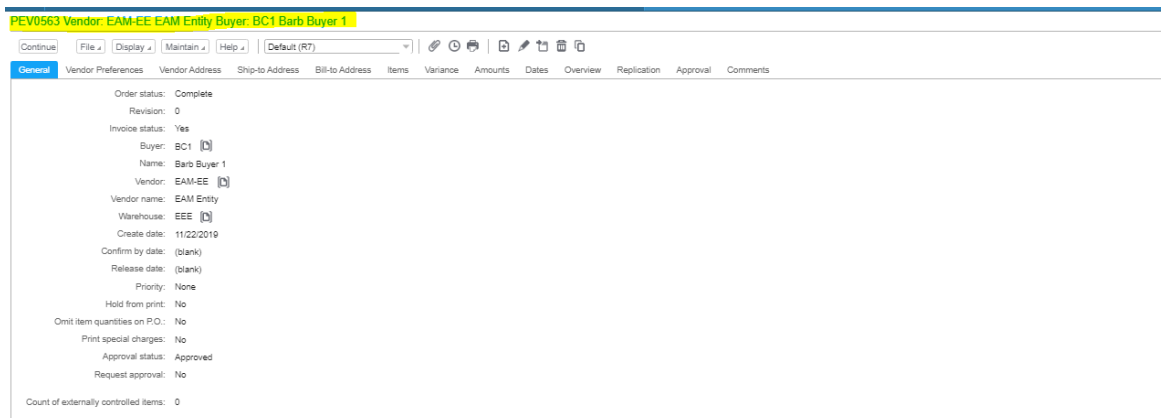 PEV0563 Vendor: EAM-EE EAM Entity Buyer: BC1 Barb Buyer 1
Continue File Display Maintain Help Default (R7)
General Vendor Preferences Vendor Address Ship-to Address Bill-to Address Items Variance Amounts Dates Overview Replication Approval Comments
Order status: Complete
Revision: 0
Invoice status: Yes
Buyer: BC1
Name: Barb Buyer 1
Vendor: EAM-EE
Vendor name: EAM Entity
Warehouse: EEE
Create date: 11/22/2019
Confirm by date: (blank)
Release date: (blank)
Priority: None
Hold from print: No
Omit item quantities on P.O.: No
Print special charges: No
Approval status: Approved
Request approval: No
Count of externally controlled items: 0